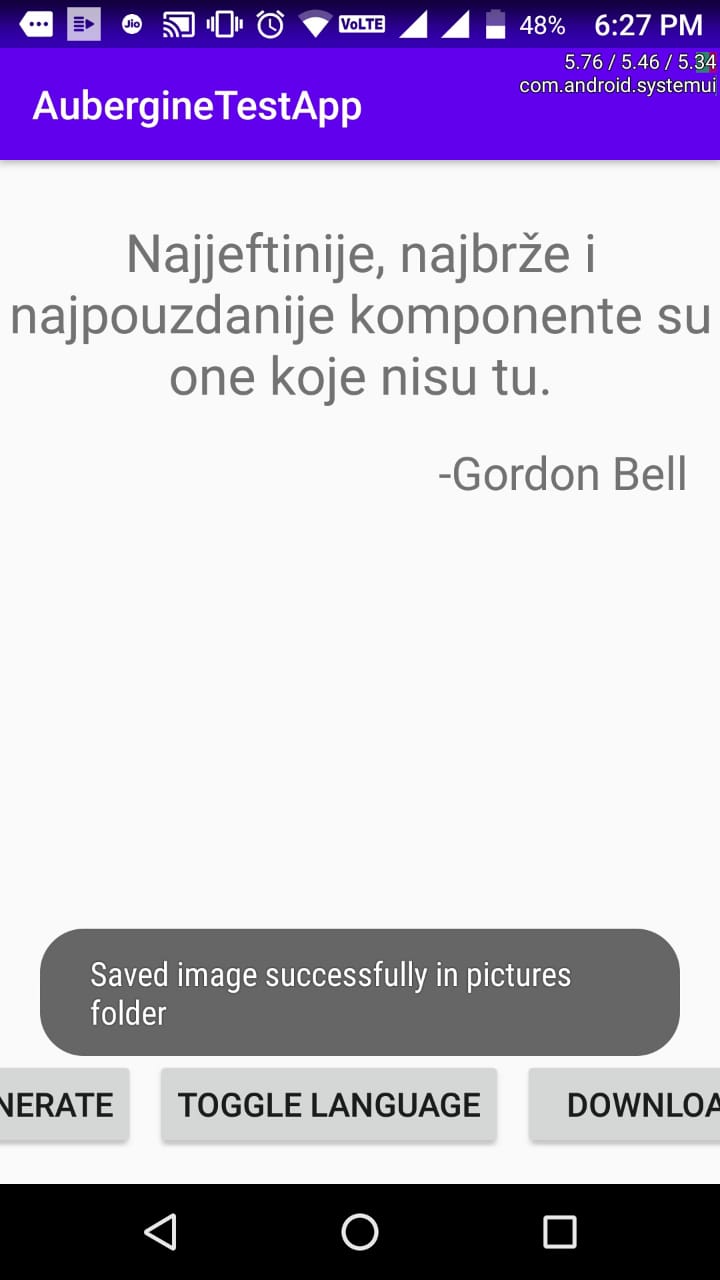 Jio VoLTE 48% 6:27 PM
5.76 / 5.46 / 5.34
com.android.systemui
AubergineTestApp
Najjeftinije, najbrže i
najpouzdanije komponente su
one koje nisu tu.
-Gordon Bell
Saved image successfully in pictures
folder
NERATE TOGGLE LANGUAGE DOWNLOA